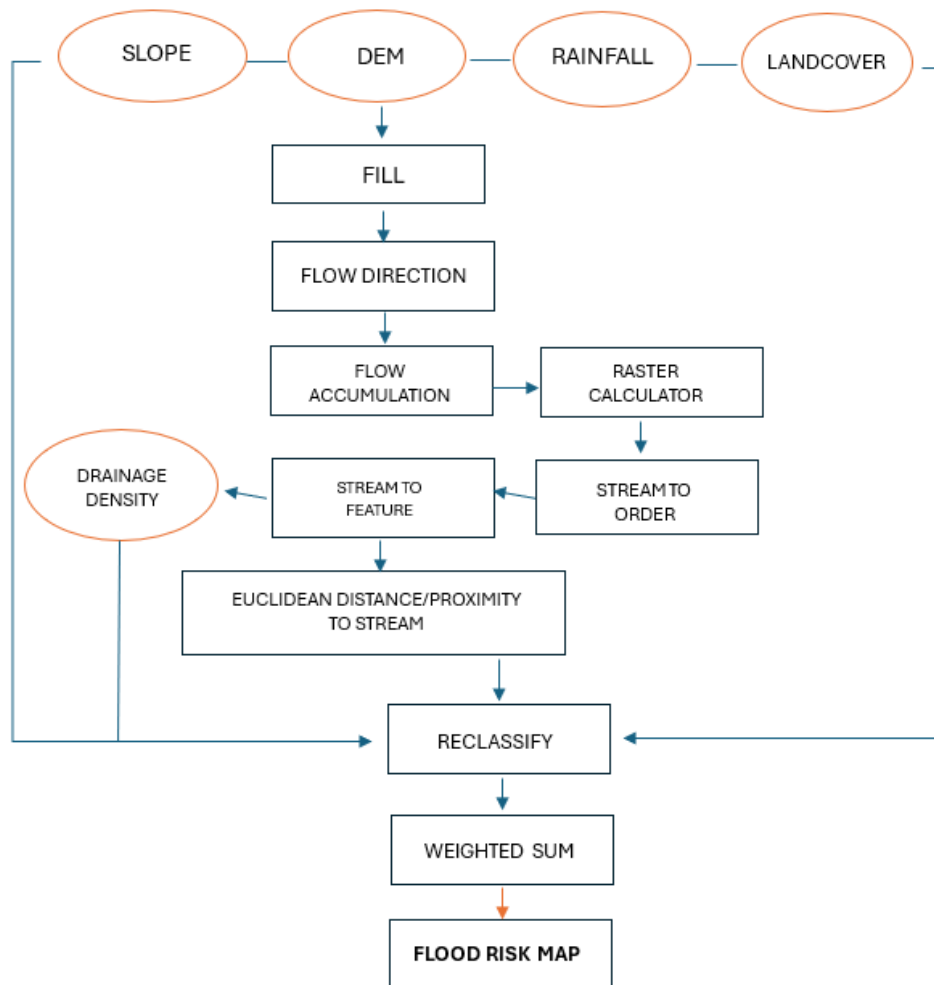 SLOPE
DEM
RAINFALL
LANDCOVER
FILL
FLOW DIRECTION
FLOW
ACCUMULATION
RASTER
CALCULATOR
DRAINAGE
DENSITY
STREAM TO
FEATURE
STREAM TO
ORDER
EUCLIDEAN DISTANCE/PROXIMITY
TO STREAM
RECLASSIFY
WEIGHTED SUM
FLOOD RISK MAP